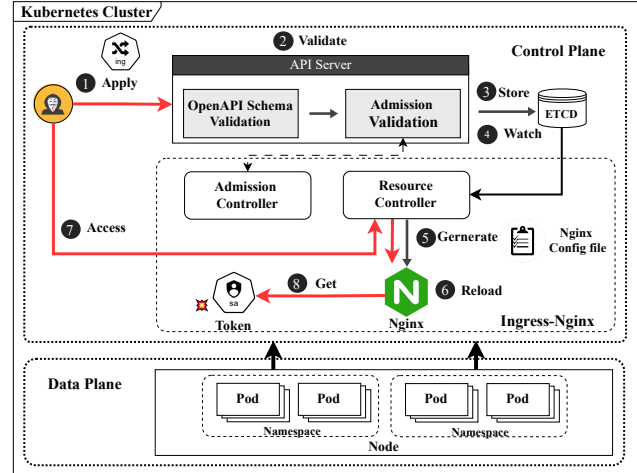 Kubernetes Cluster
2 Validate
Control Plane
ing
1 Apply
API Server
OpenAPI Schema
Validation
Admission
Validation
3 Store
4 Watch
ETCD
Admission
Controller
Resource
Controller
7 Access
5 Gernerate
Nginx
Config file
8 Get
6 Reload
sa
Token
Nginx
Ingress-Nginx
Data Plane
Pod
Pod
Pod
Pod
Namespace
Namespace
Node